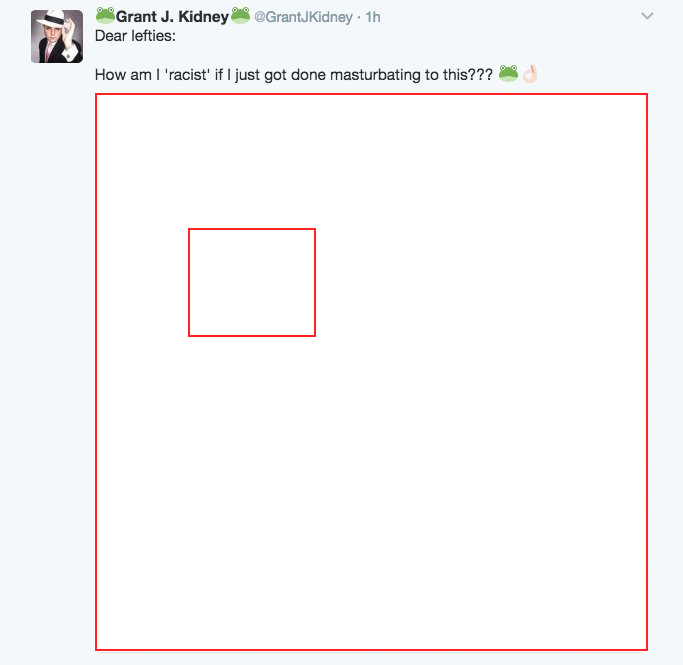 🐸Grant J. Kidney🐸 @GrantJKidney · 1h
Dear lefties:
How am I 'racist' if I just got done masturbating to this??? 🐸👌🏻